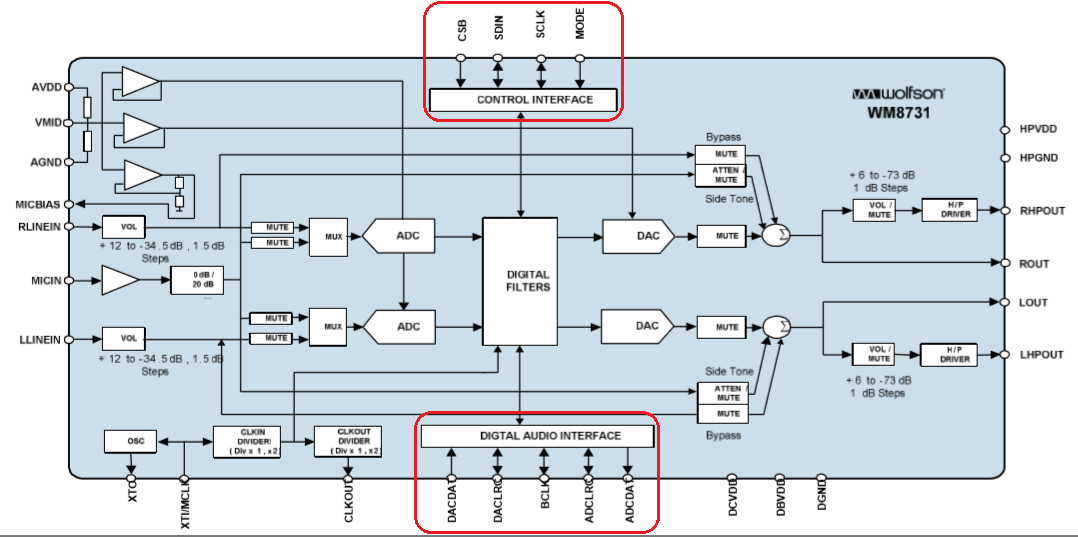 CSB
SDIN
SCLK
MODE
CONTROL INTERFACE
wolfson
WM8731
AVDD
VMID
AGND
MICBIAS
RLINEIN
MICIN
LLINEIN
HPVDD
HPGND
RHPOUT
ROUT
LOUT
LHPOUT
Bypass
MUTE
ATTEN /
MUTE
Side Tone
+ 6 to -73 dB
1 dB Steps
VOL /
MUTE
H/P
DRIVER
VOL
+ 12 to -34 .5 dB , 1.5 dB
Steps
MUTE
MUTE
MUX
ADC
DIGITAL
FILTERS
DAC
MUTE
Σ
0 dB /
20 dB
MUTE
MUTE
MUX
ADC
DAC
MUTE
Σ
VOL
+ 12 to -34 .5 dB , 1.5 dB
Steps
VOL /
MUTE
H/P
DRIVER
+ 6 to -73 dB
1 dB Steps
Side Tone
ATTEN /
MUTE
MUTE
Bypass
OSC
CLKIN
DIVIDER/
( Div x 1 , x2 )
CLKOUT
DIVIDER
( Div x 1 , x2 )
DIGTAL AUDIO INTERFACE
XTO
XTI/MCLK
CLKOUT
DACDAT
DACLRC
BCLK
ADCLRC
ADCDAT
DCVDD
DBVDD
DGND